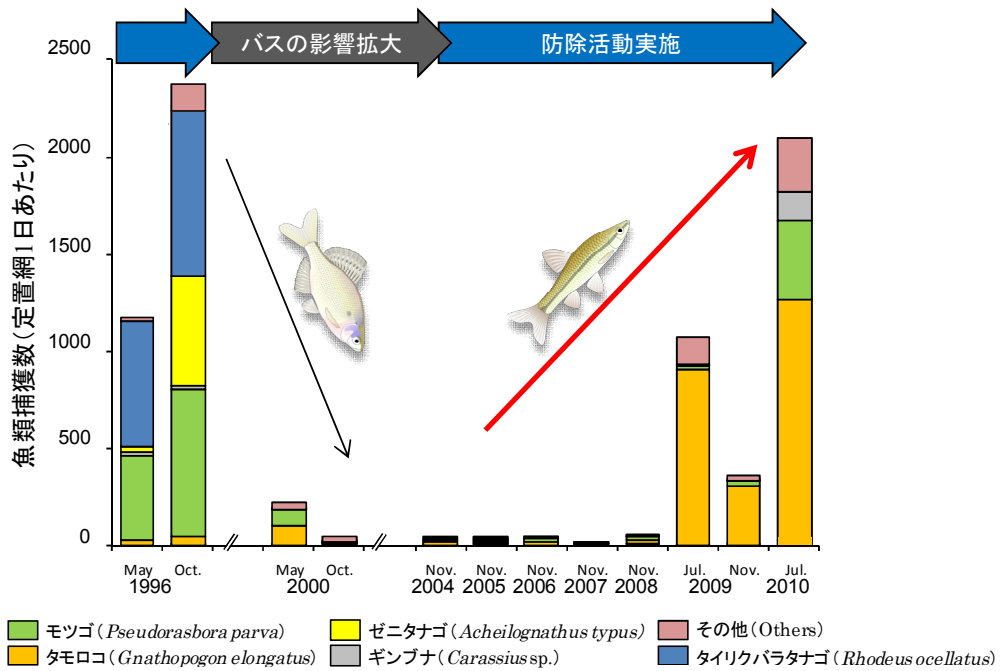 バスの影響拡大
防除活動実施
魚類捕獲数(定置網1日あたり)
2500
2000
1500
1000
500
0
May Oct. May Oct. Nov. Nov. Nov. Nov. Nov. Jul. Nov. Jul.
1996 2000 2004 2005 2006 2007 2008 2009 2010
モツゴ(Pseudorasbora parva) ゼニタナゴ(Acheilognathus typus) その他(Others)
タモロコ(Gnathopogon elongatus) ギンブナ(Carassius sp.) タイリクバラタナゴ(Rhodeus ocellatus)